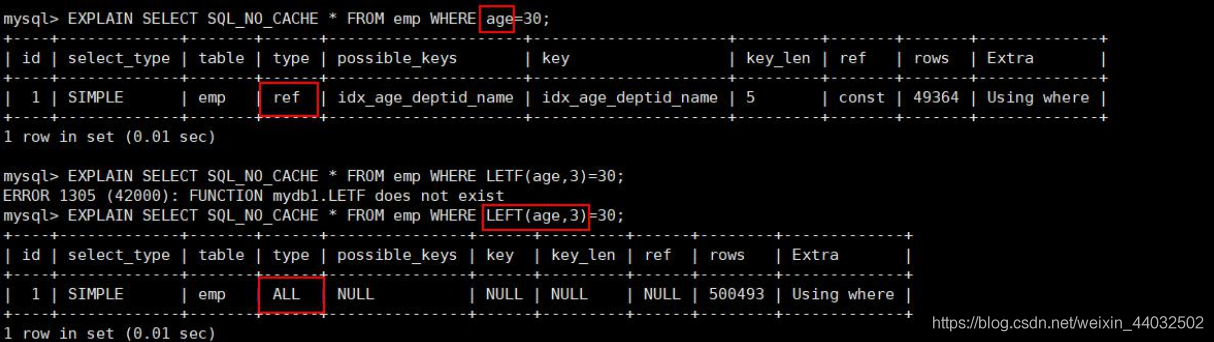 mysql> EXPLAIN SELECT SQL_NO_CACHE * FROM emp WHERE age=30;
+----+-------------+-------+------+----------------------+----------------------+---------+-------+-------+-------------+
| id | select_type | table | type | possible_keys        | key                  | key_len | ref   | rows  | Extra       |
+----+-------------+-------+------+----------------------+----------------------+---------+-------+-------+-------------+
|  1 | SIMPLE      | emp   | ref  | idx_age_deptid_name | idx_age_deptid_name | 5       | const | 49364 | Using where |
+----+-------------+-------+------+----------------------+----------------------+---------+-------+-------+-------------+
1 row in set (0.01 sec)
mysql> EXPLAIN SELECT SQL_NO_CACHE * FROM emp WHERE LETF(age,3)=30;
ERROR 1305 (42000): FUNCTION mydb1.LETF does not exist
mysql> EXPLAIN SELECT SQL_NO_CACHE * FROM emp WHERE LEFT(age,3)=30;
+----+-------------+-------+------+---------------+------+---------+------+--------+-------------+
| id | select_type | table | type | possible_keys | key  | key_len | ref  | rows   | Extra       |
+----+-------------+-------+------+---------------+------+---------+------+--------+-------------+
|  1 | SIMPLE      | emp   | ALL  | NULL          | NULL | NULL    | NULL | 500493 | Using where |
+----+-------------+-------+------+---------------+------+---------+------+--------+-------------+
1 row in set (0.01 sec)
https://blog.csdn.net/weixin_44032502